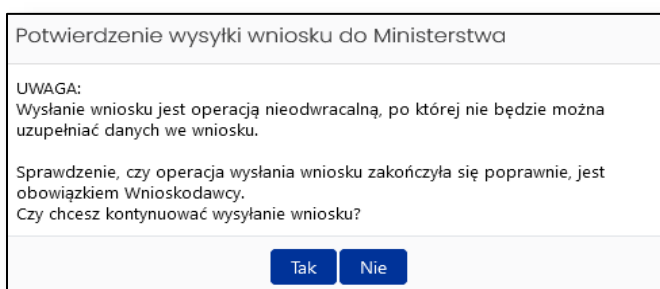 Potwierdzenie wysyłki wniosku do Ministerstwa
UWAGA:
Wysłanie wniosku jest operacją nieodwracalną, po której nie będzie można
uzupełniać danych we wniosku.
Sprawdzenie, czy operacja wysłania wniosku zakończyła się poprawnie, jest
obowiązkiem Wnioskodawcy.
Czy chcesz kontynuować wysyłanie wniosku?
Tak Nie